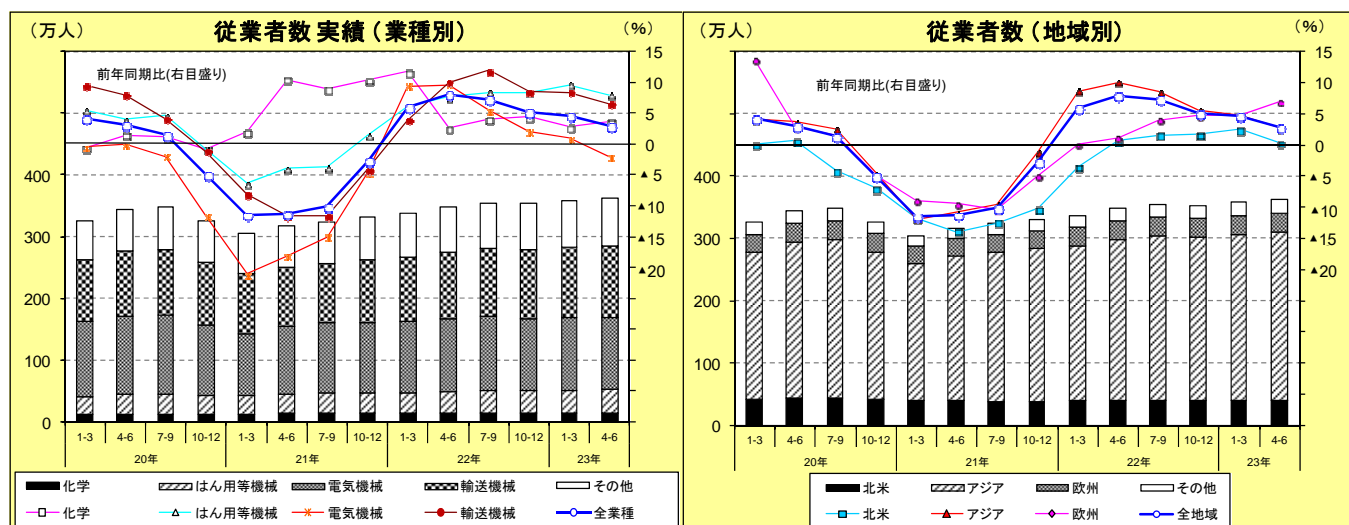 従業者数 実績（業種別）
（万人）
（%）
前年同期比(右目盛り)
15
10
5
0
▲ 5
▲ 10
▲ 15
▲ 20
400
300
200
100
0
1-3 4-6 7-9 10-12 1-3 4-6 7-9 10-12 1-3 4-6 7-9 10-12 1-3 4-6
20年 21年 22年 23年
化学 はん用等機械 電気機械 輸送機械 その他
化学 はん用等機械 電気機械 輸送機械 全業種
従業者数（地域別）
（万人）
（%）
前年同期比(右目盛り)
15
10
5
0
▲ 5
▲ 10
▲ 15
▲20
400
300
200
100
0
1-3 4-6 7-9 10-12 1-3 4-6 7-9 10-12 1-3 4-6 7-9 10-12 1-3 4-6
20年 21年 22年 23年
北米 アジア 欧州 その他
北米 アジア 欧州 全地域